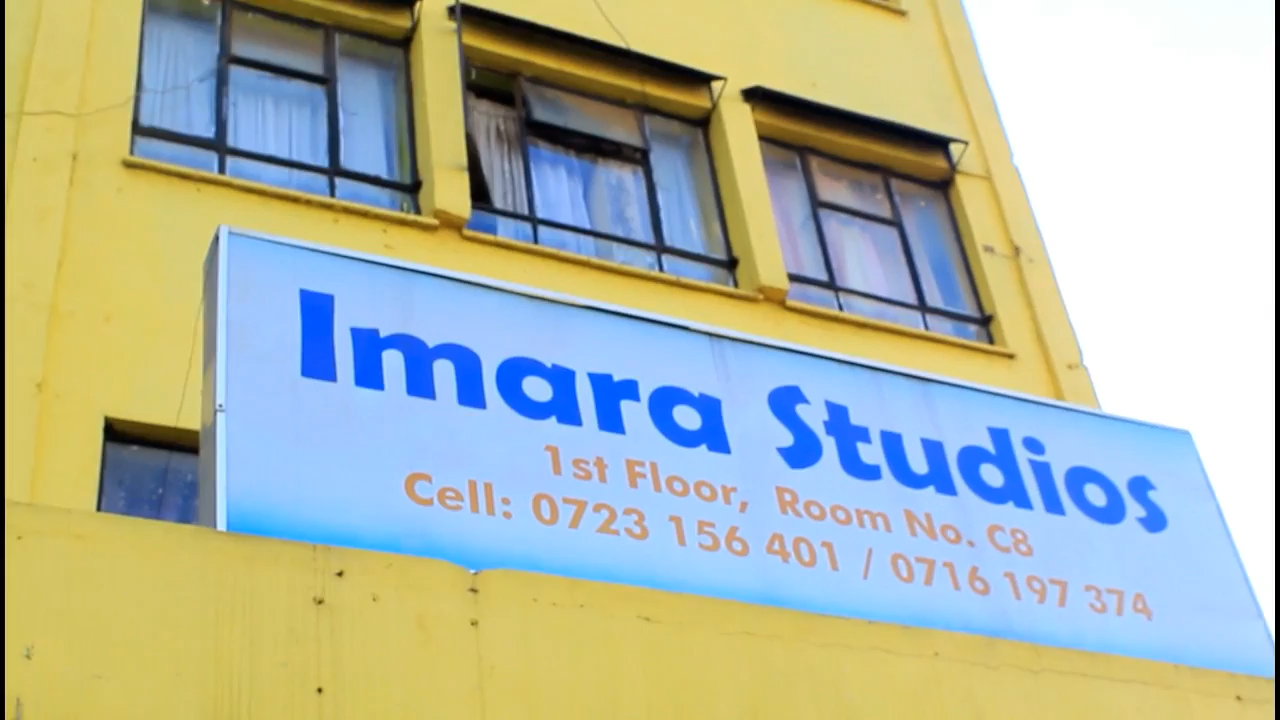 Imara Studios
1st Floor, Room No. C8
Cell: 0723 156 401 / 0716 197 374